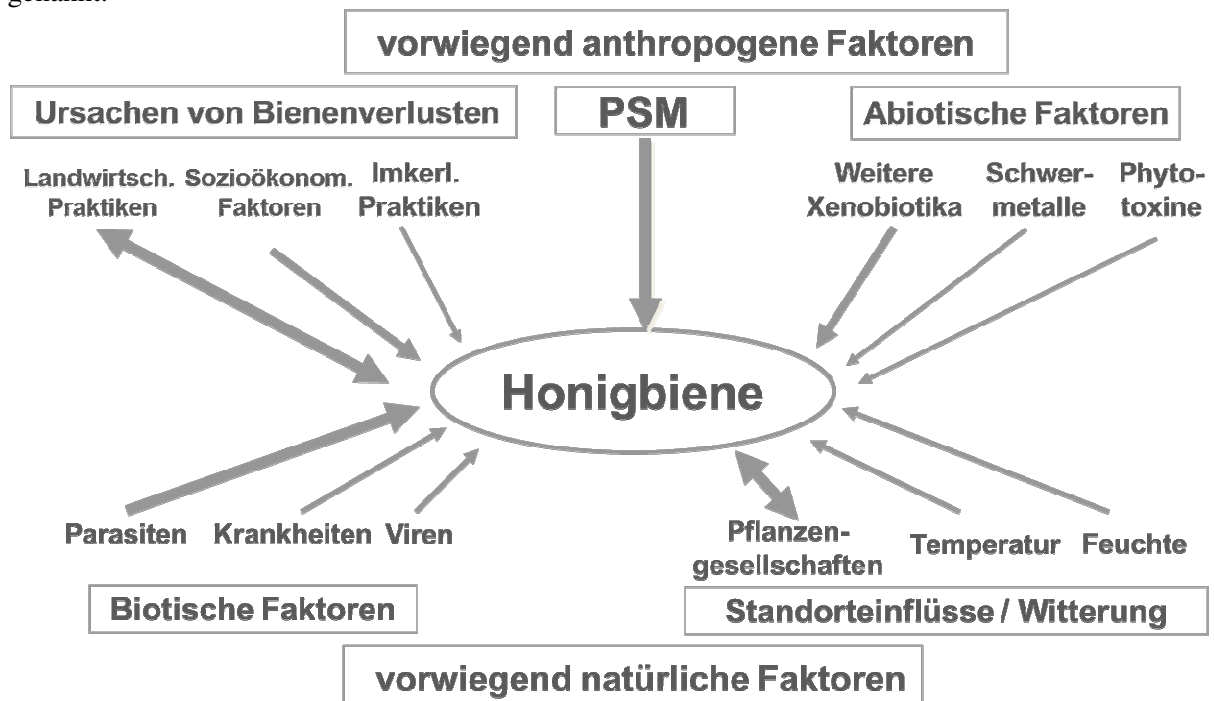 genannt.
vorwiegend anthropogene Faktoren
Ursachen von Bienenverlusten
PSM
Abiotische Faktoren
Landwirtsch.
Praktiken
Sozioökonom.
Faktoren
Imkerl.
Praktiken
Weitere
Xenobiotika
Schwer-
metalle
Phyto-
toxine
Honigbiene
Parasiten
Krankheiten
Viren
Pflanzen-
gesellschaften
Temperatur
Feuchte
Biotische Faktoren
Standorteinflüsse / Witterung
vorwiegend natürliche Faktoren